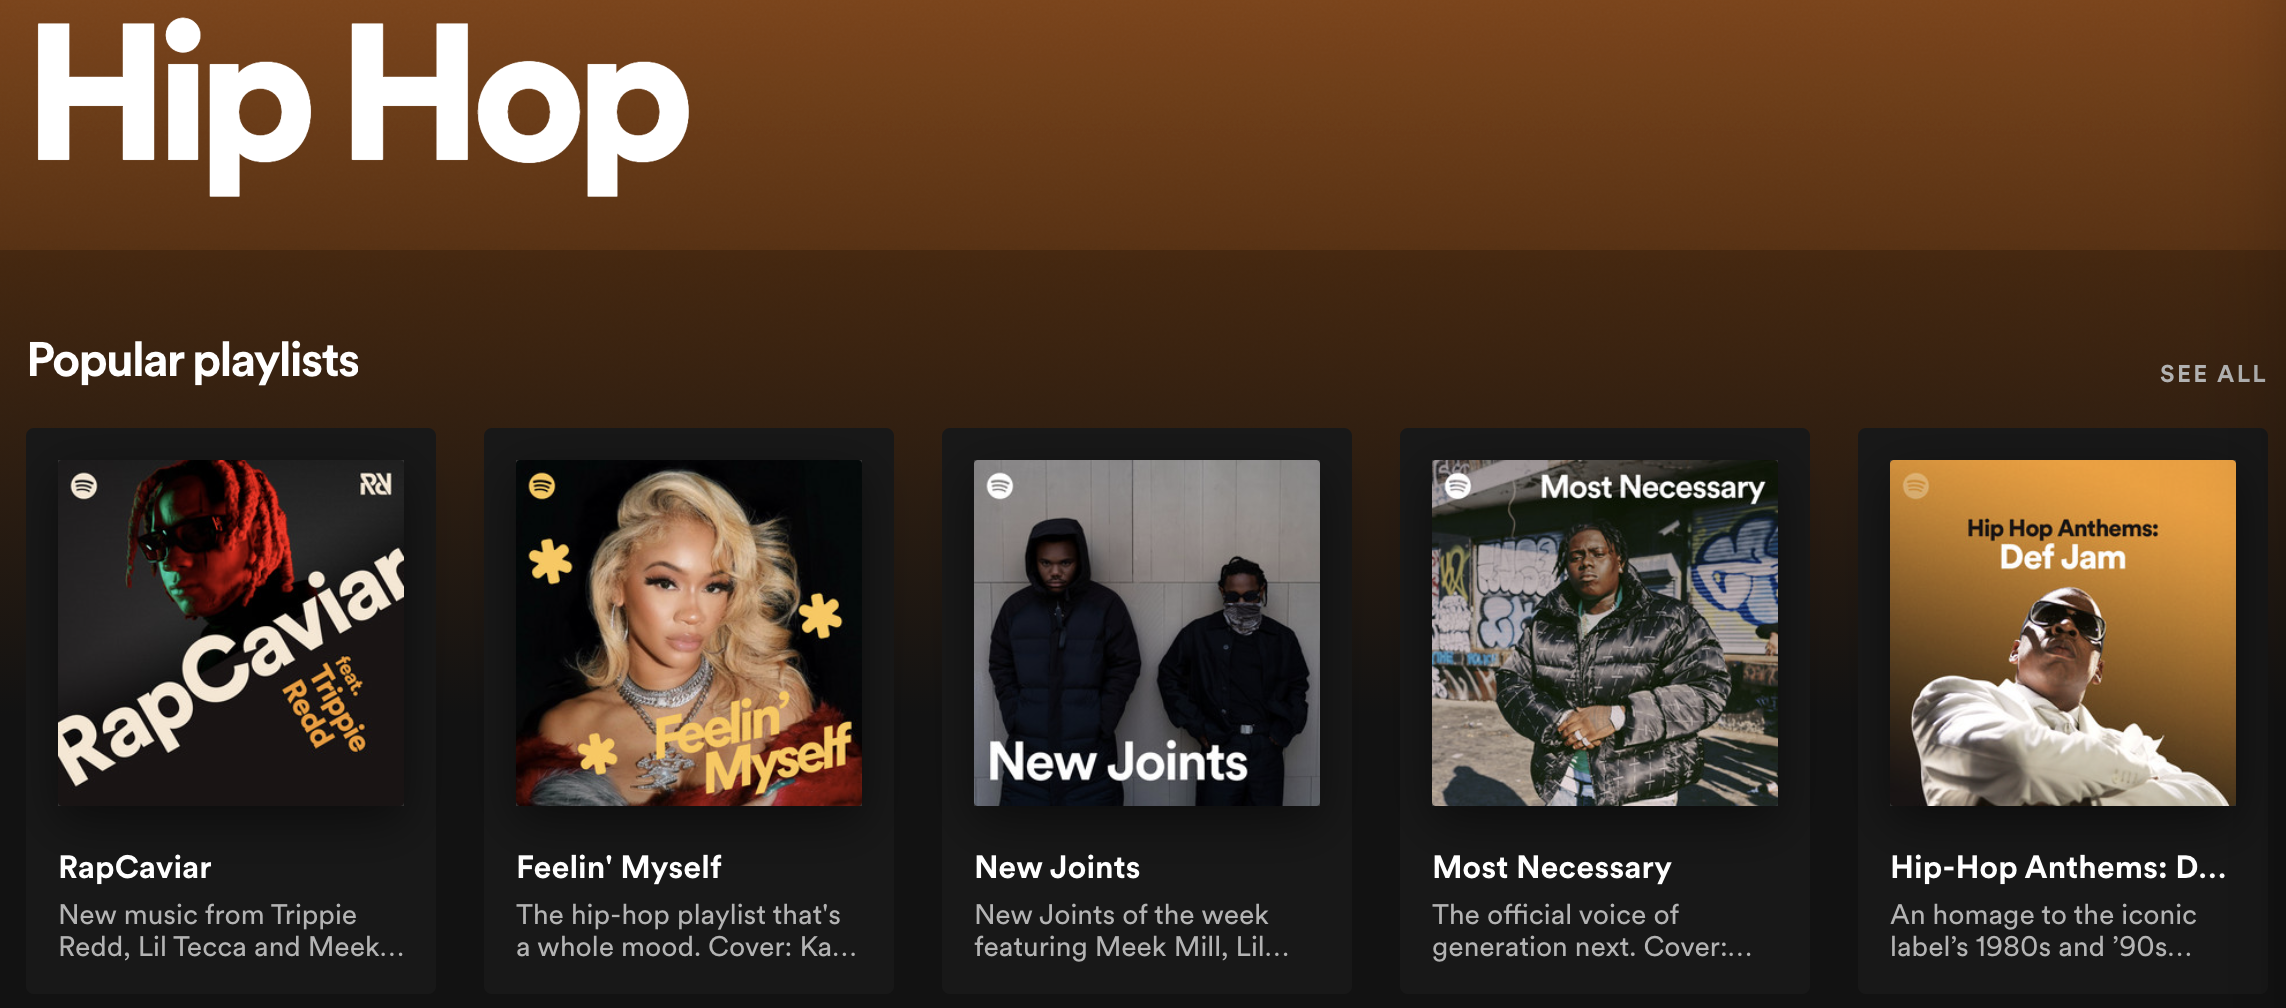 Hip Hop
Popular playlists
SEE ALL
RapCaviar
feat.
Trippie
Redd
Feelin'
Myself
New Joints
Most Necessary
Hip Hop Anthems:
Def Jam
RapCaviar
New music from Trippie
Redd, Lil Tecca and Meek...
Feelin' Myself
The hip-hop playlist that's
a whole mood. Cover: Ka...
New Joints
New Joints of the week
featuring Meek Mill, Lil...
Most Necessary
The official voice of
generation next. Cover:...
Hip-Hop Anthems: D...
An homage to the iconic
label’s 1980s and ’90s...